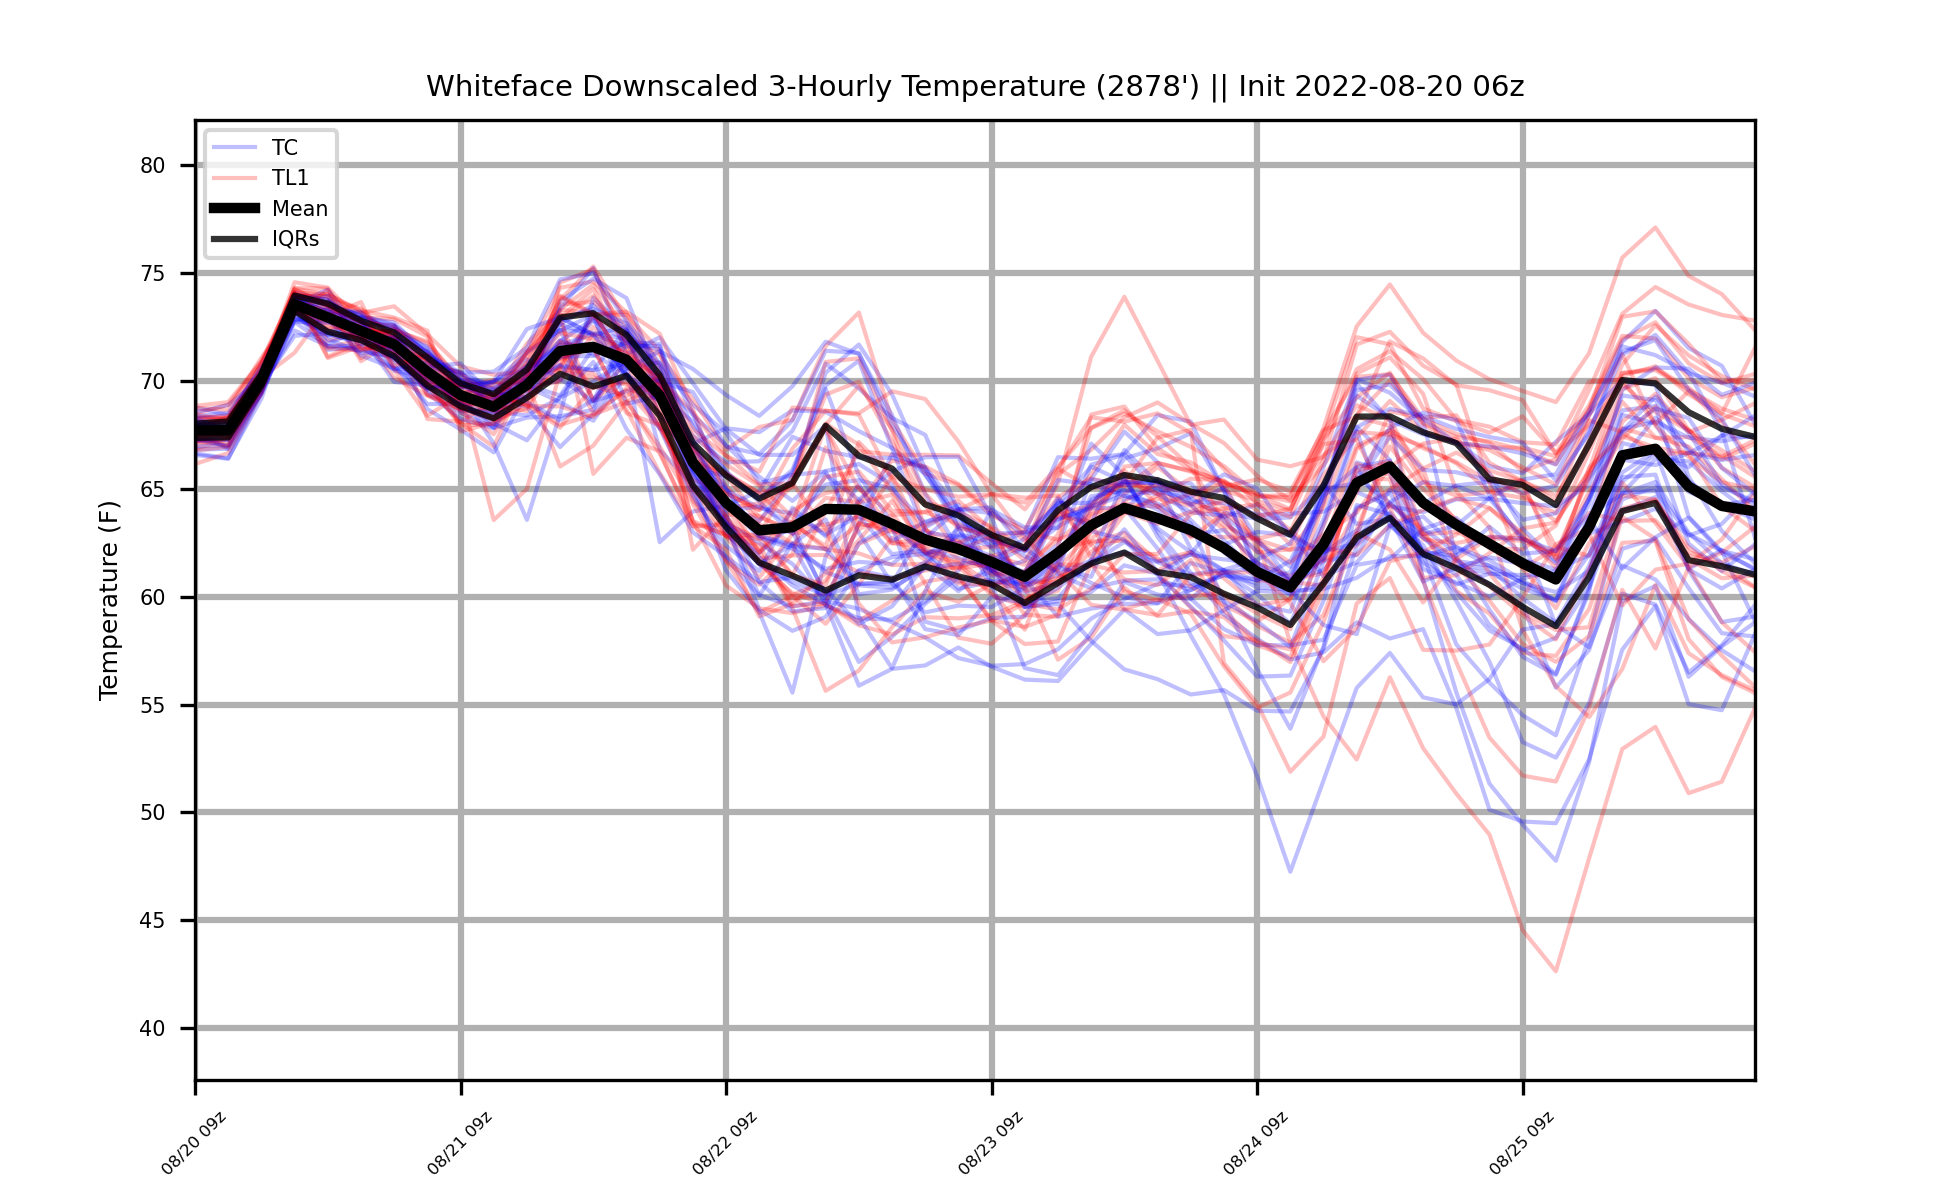 Whiteface Downscaled 3-Hourly Temperature (2878') || Init 2022-08-20 06z
TC
TL1
Mean
IQRs
Temperature (F)
80
75
70
65
60
55
50
45
40
08/20 09z
08/21 09z
08/22 09z
08/23 09z
08/24 09z
08/25 09z